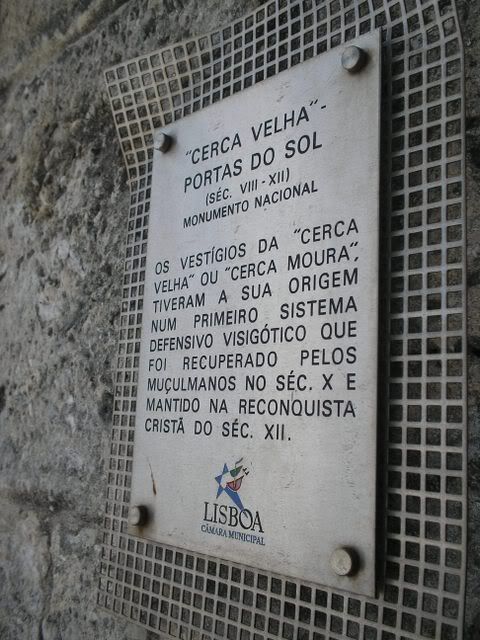 "CERCA VELHA"-
PORTAS DO SOL
(SÉC. VIII - XII)
MONUMENTO NACIONAL
OS VESTÍGIOS DA "CERCA
VELHA" OU "CERCA MOURA",
TIVERAM A SUA ORIGEM
NUM PRIMEIRO SISTEMA
DEFENSIVO VISIGÓTICO QUE
FOI RECUPERADO PELOS
MUÇULMANOS NO SÉC. X E
MANTIDO NA RECONQUISTA
CRISTÃ DO SÉC. XII.
LISBOA
CÂMARA MUNICIPAL